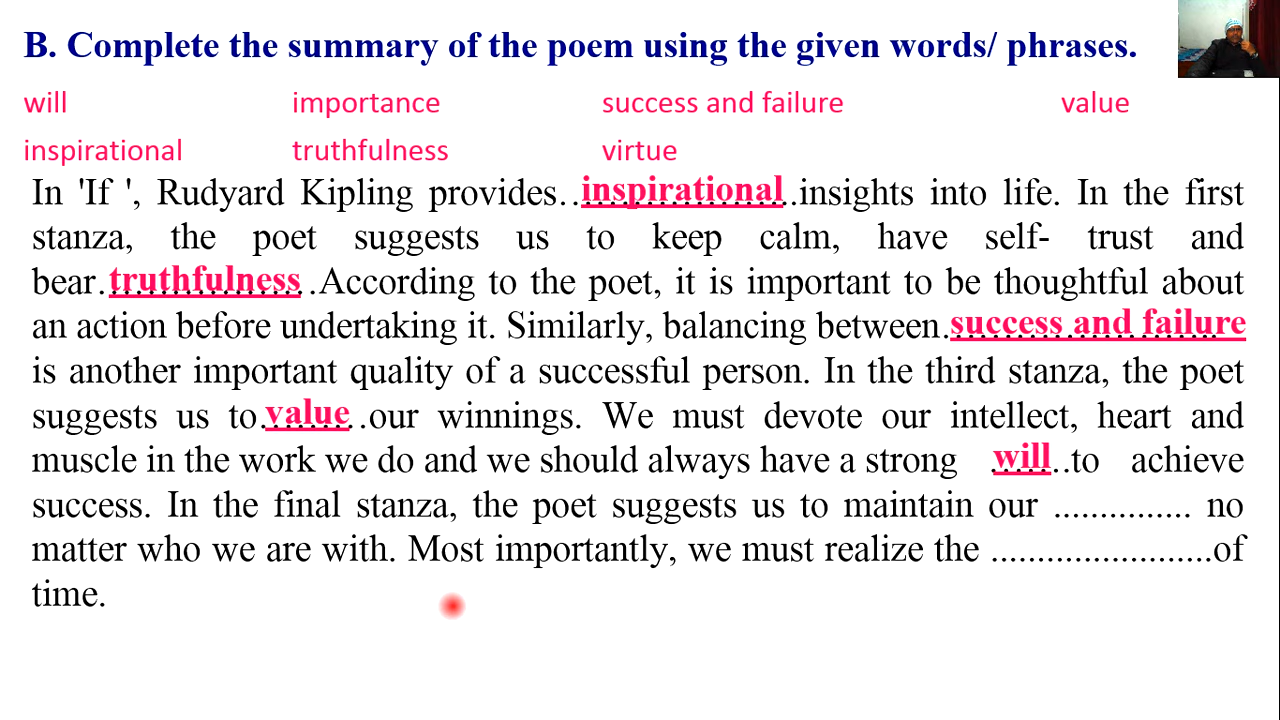 B. Complete the summary of the poem using the given words/ phrases.
will importance success and failure value
inspirational truthfulness virtue
In 'If ', Rudyard Kipling provides..inspirational..insights into life. In the first
stanza, the poet suggests us to keep calm, have self- trust and
bear.truthfulness..According to the poet, it is important to be thoughtful about
an action before undertaking it. Similarly, balancing between.success and failure
is another important quality of a successful person. In the third stanza, the poet
suggests us to.value..our winnings. We must devote our intellect, heart and
muscle in the work we do and we should always have a strong will..to achieve
success. In the final stanza, the poet suggests us to maintain our ............... no
matter who we are with. Most importantly, we must realize the ........................of
time.